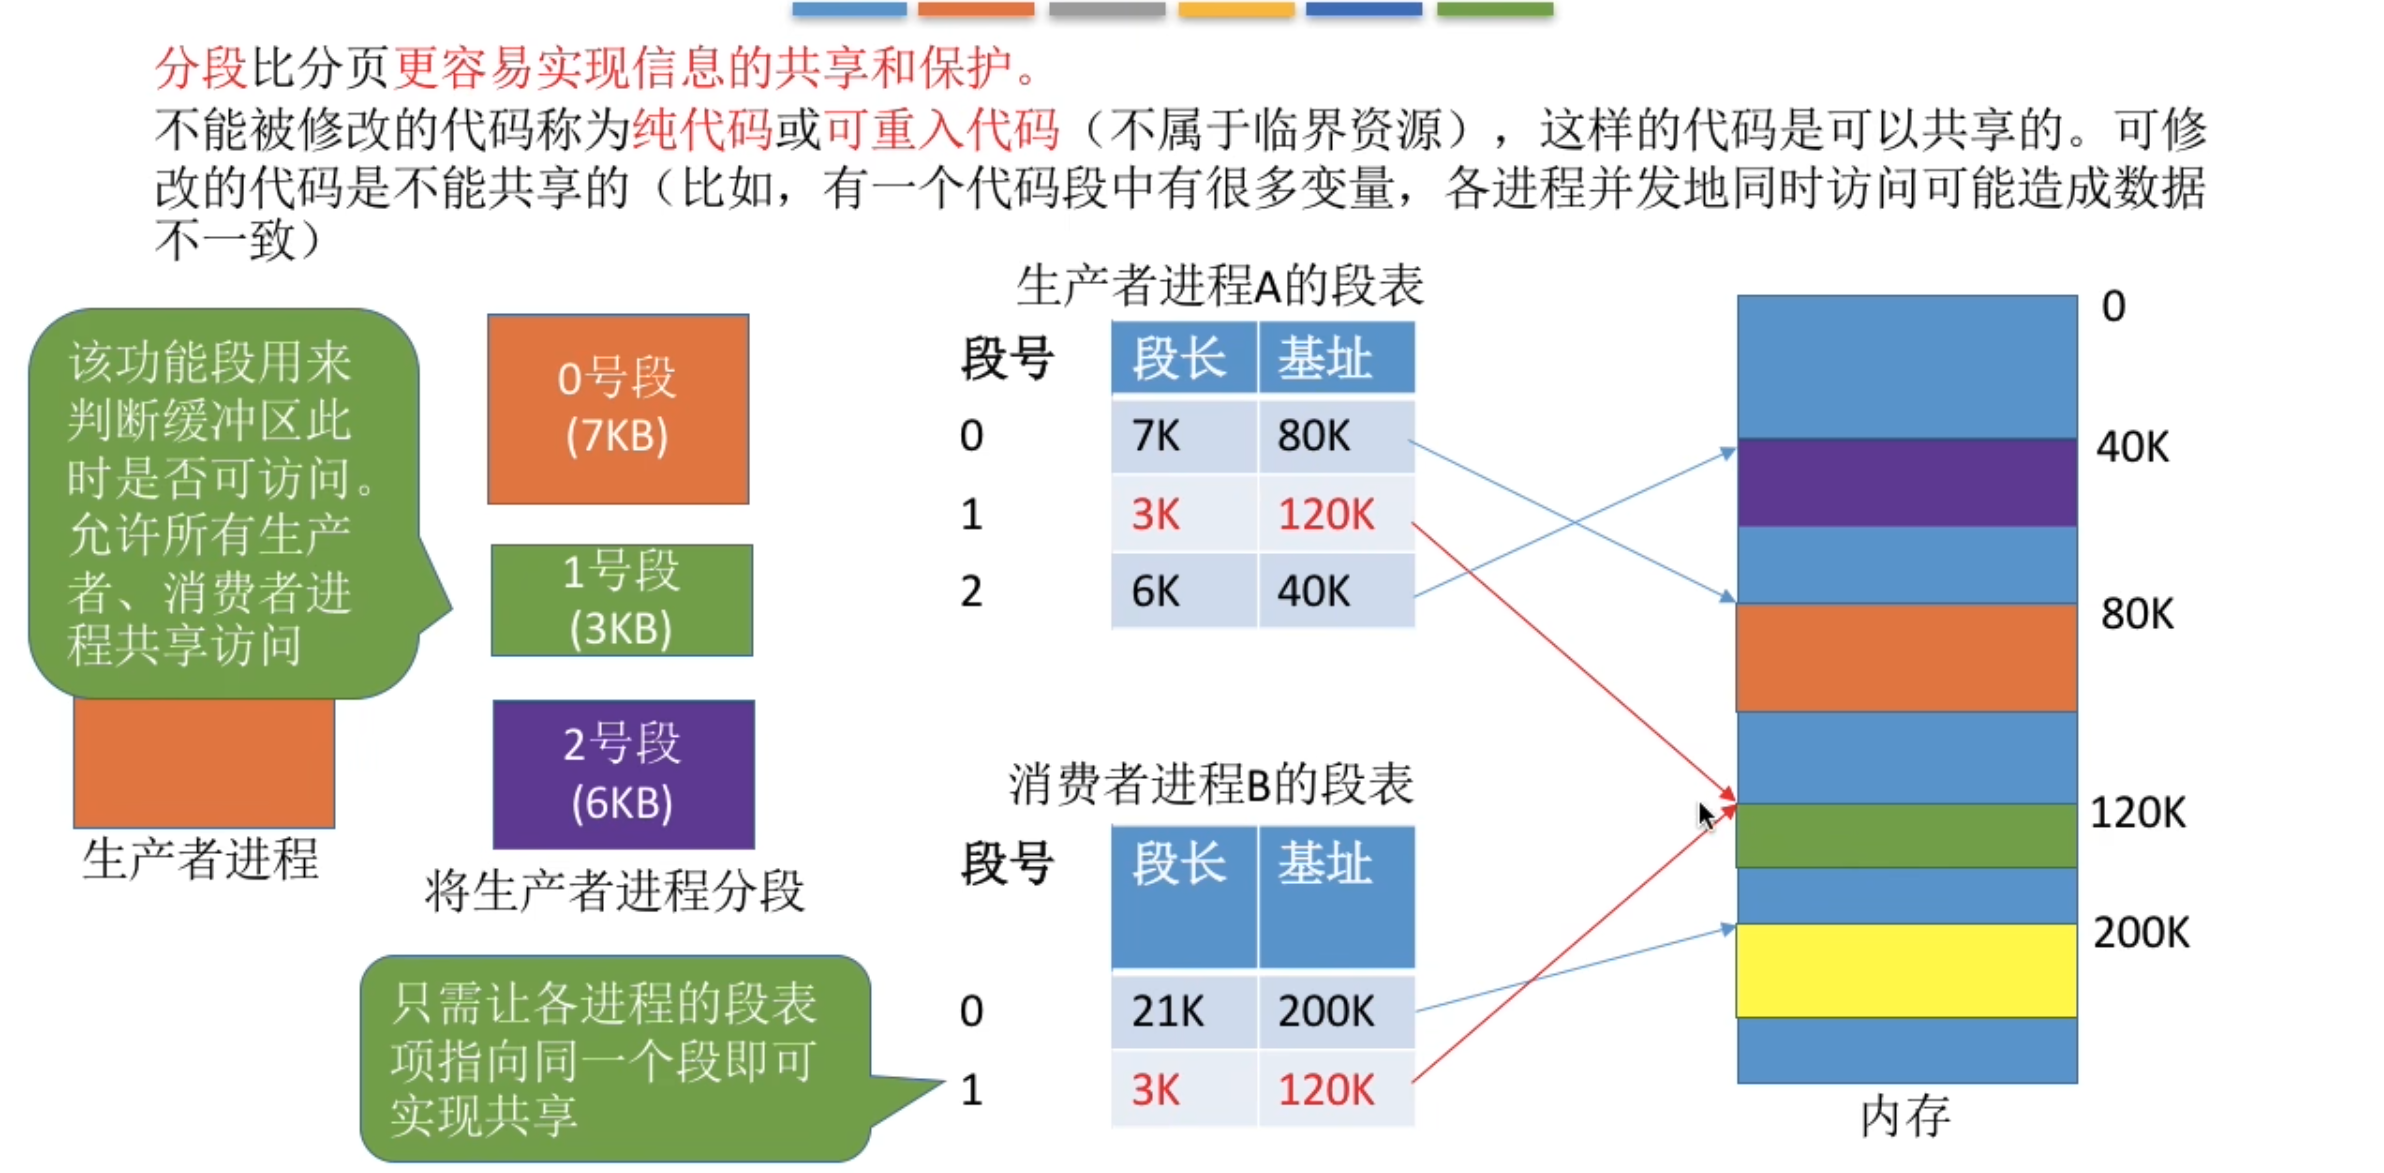 分段比分页更容易实现信息的共享和保护。
不能被修改的代码称为纯代码或可重入代码（不属于临界资源），这样的代码是可以共享的。可修
改的代码是不能共享的（比如，有一个代码段中有很多变量，各进程并发地同时访问可能造成数据
不一致）
该功能段用来
判断缓冲区此
时是否可访问。
允许所有生产
者、消费者进
程共享访问
生产者进程
0号段
(7KB)
1号段
(3KB)
2号段
(6KB)
将生产者进程分段
生产者进程A的段表
段号 段长 基址
0 7K 80K
1 3K 120K
2 6K 40K
消费者进程B的段表
段号 段长 基址
0 21K 200K
1 3K 120K
只需让各进程的段表
项指向同一个段即可
实现共享
0
40K
80K
120K
200K
内存